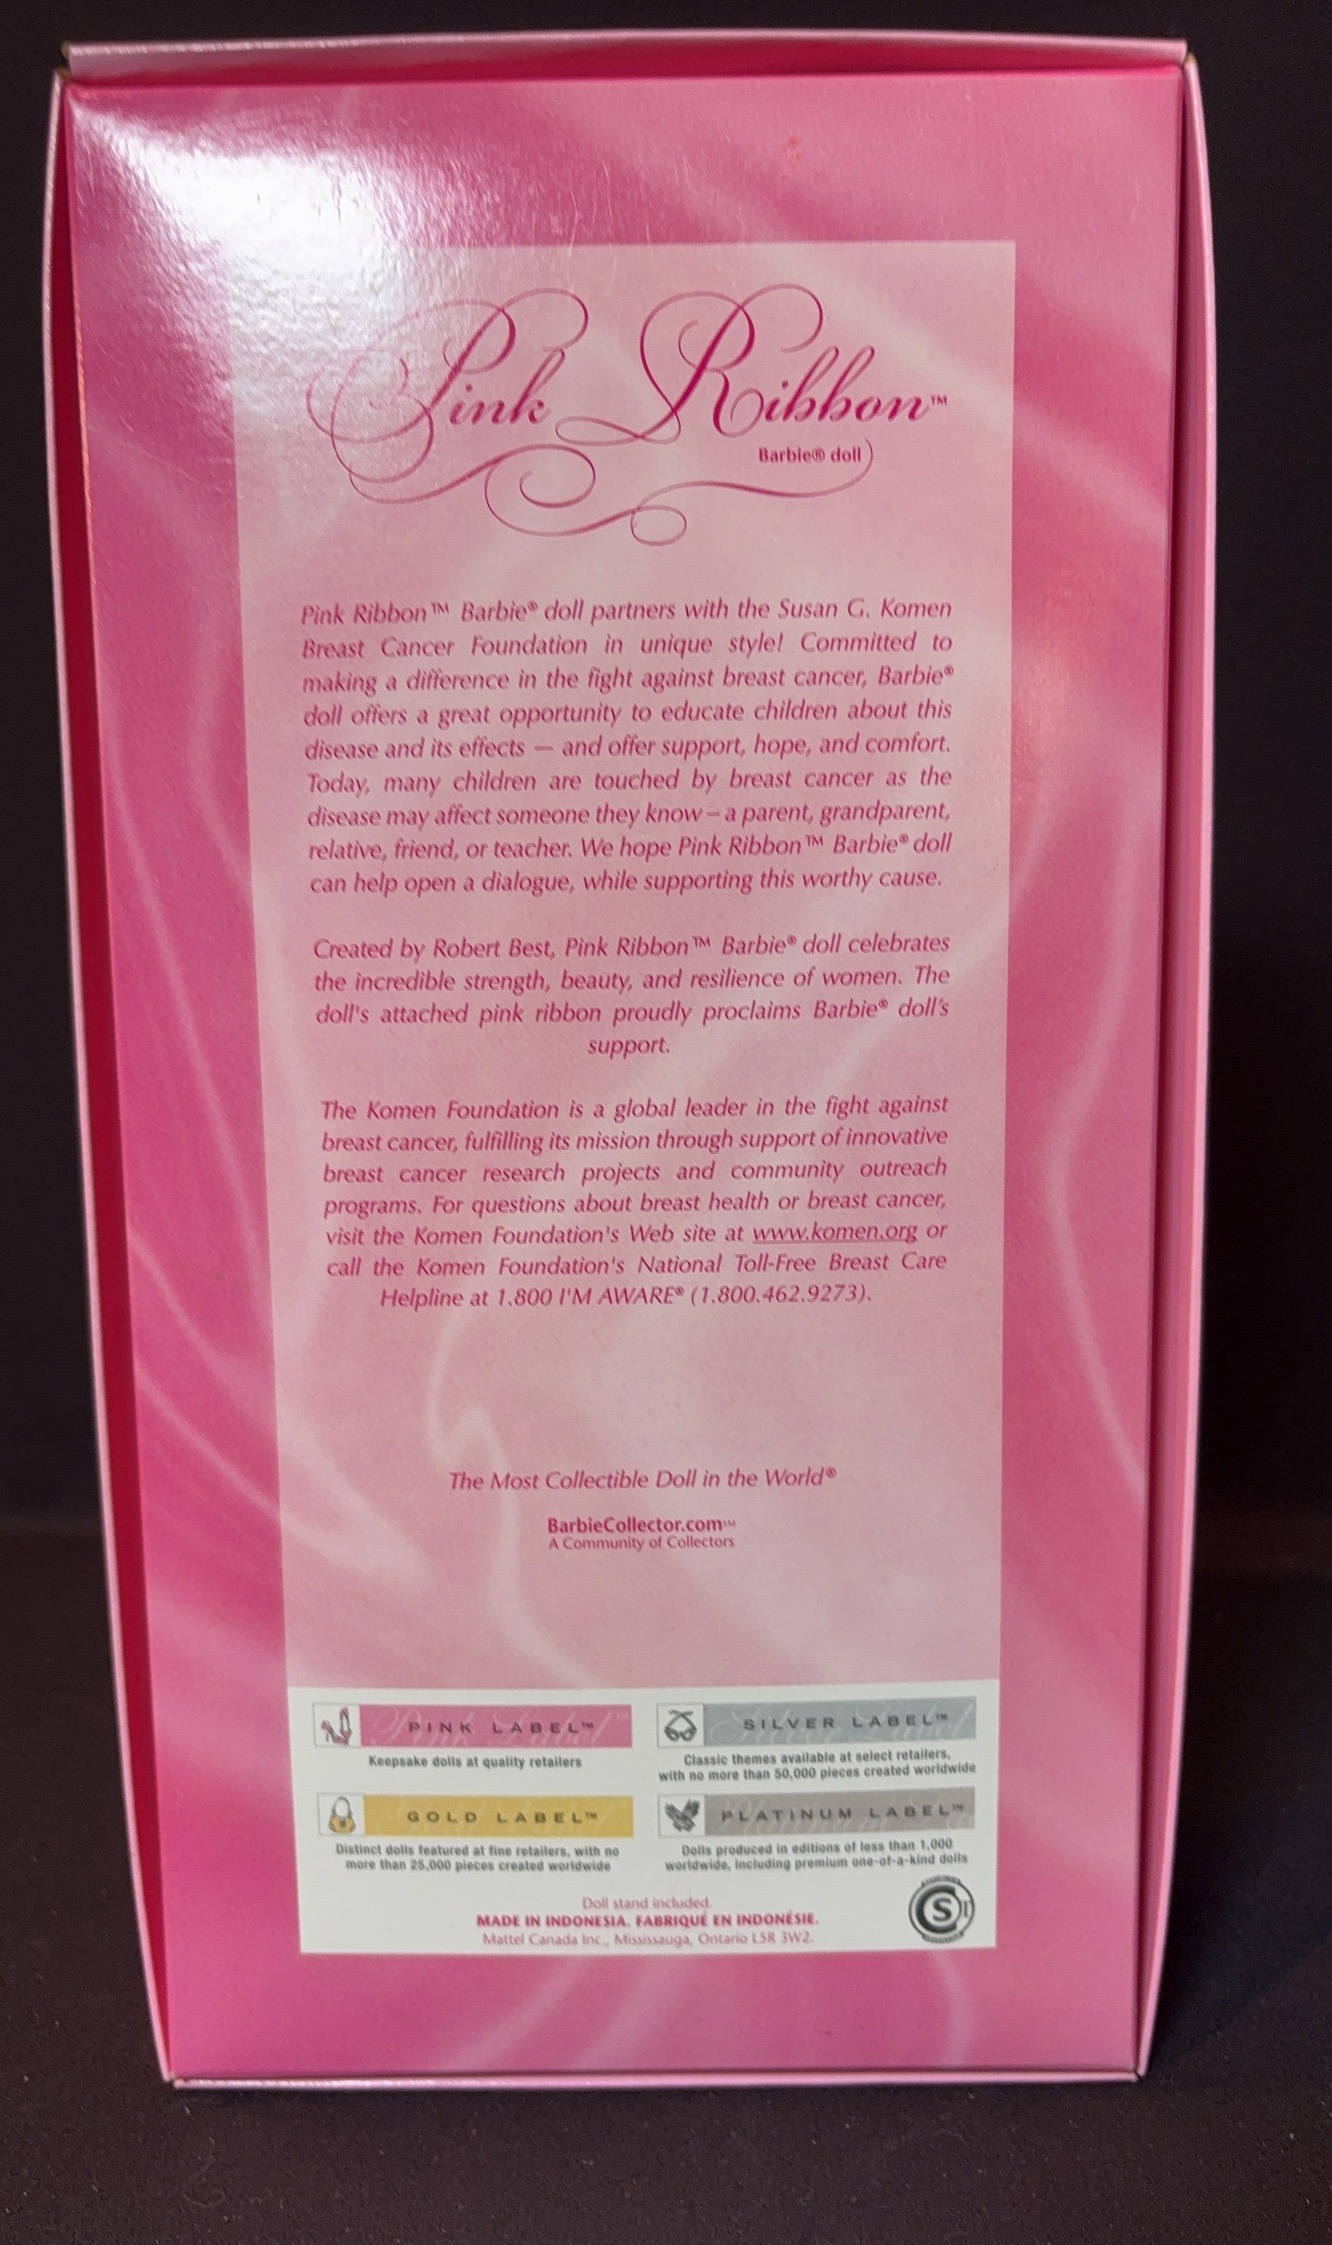 Pink Ribbon™
Barbie® doll
Pink Ribbon™ Barbie® doll partners with the Susan G. Komen
Breast Cancer Foundation in unique style! Committed to
making a difference in the fight against breast cancer, Barbie®
doll offers a great opportunity to educate children about this
disease and its effects — and offer support, hope, and comfort.
Today, many children are touched by breast cancer as the
disease may affect someone they know – a parent, grandparent,
relative, friend, or teacher. We hope Pink Ribbon™ Barbie® doll
can help open a dialogue, while supporting this worthy cause.
Created by Robert Best, Pink Ribbon™ Barbie® doll celebrates
the incredible strength, beauty, and resilience of women. The
doll's attached pink ribbon proudly proclaims Barbie® doll's
support.
The Komen Foundation is a global leader in the fight against
breast cancer, fulfilling its mission through support of innovative
breast cancer research projects and community outreach
programs. For questions about breast health or breast cancer,
visit the Komen Foundation's Web site at www.komen.org or
call the Komen Foundation's National Toll-Free Breast Care
Helpline at 1.800 I'M AWARE® (1.800.462.9273).
The Most Collectible Doll in the World®
BarbieCollector.com℠
A Community of Collectors
PINK LABEL™
Keepsake dolls at quality retailers
SILVER LABEL™
Classic themes available at select retailers,
with no more than 50,000 pieces created worldwide
GOLD LABEL™
Distinct dolls featured at fine retailers, with no
more than 25,000 pieces created worldwide
PLATINUM LABEL™
Dolls produced in editions of less than 1,000
worldwide, including premium one-of-a-kind dolls
Doll stand included.
MADE IN INDONESIA. FABRIQUÉ EN INDONÉSIE.
Mattel Canada Inc., Mississauga, Ontario L5R 3W2.